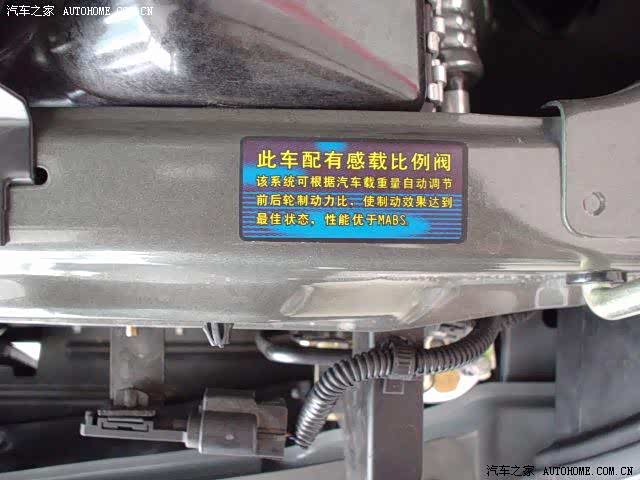 汽车之家 AUTOHOME.COM.CN
此车配有感载比例阀
该系统可根据汽车载重量自动调节
前后轮制动力比、使制动效果达到
最佳状态、性能优于MABS
汽车之家 AUTOHOME.COM.CN